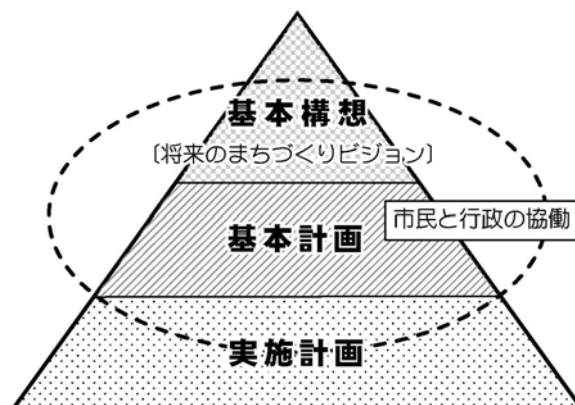 基本構想
〔将来のまちづくりビジョン〕
基本計画
市民と行政の協働
実施計画